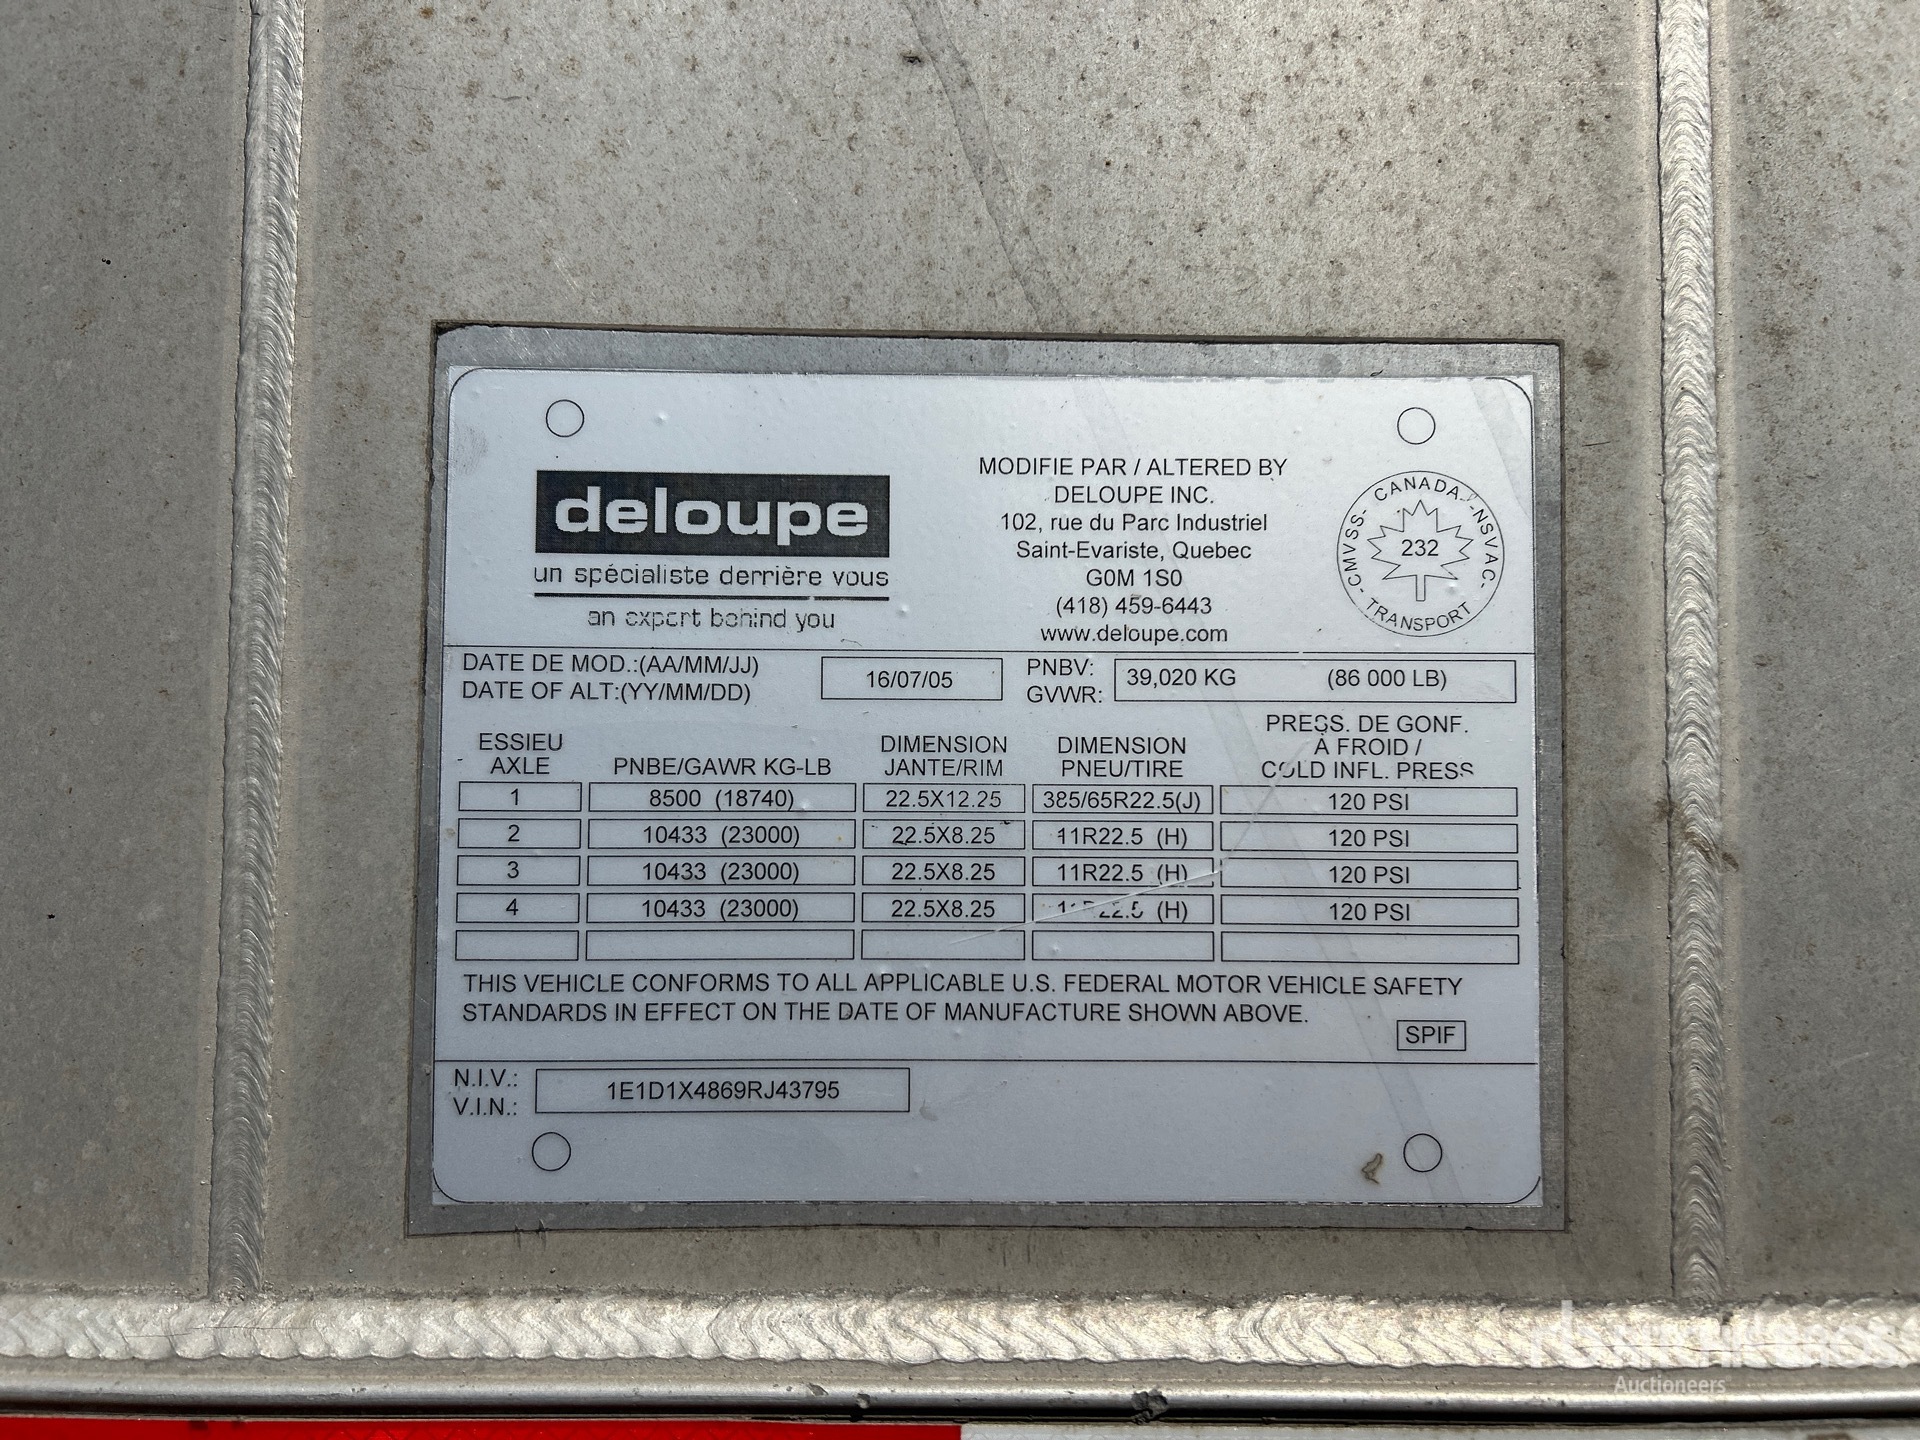 deloupe
un spécialiste derrière vous
an expert behind you
MODIFIE PAR / ALTERED BY
DELOUPE INC.
102, rue du Parc Industriel
Saint-Evariste, Quebec
G0M 1S0
(418) 459-6443
www.deloupe.com
CANADA - NSVAC - TRANSPORT - CMVSS -
232
DATE DE MOD.:(AA/MM/JJ)
DATE OF ALT:(YY/MM/DD)
16/07/05
PNBV:
GVWR:
39,020 KG (86 000 LB)
ESSIEU
AXLE
PNBE/GAWR KG-LB
DIMENSION
JANTE/RIM
DIMENSION
PNEU/TIRE
PRESS. DE GONF.
À FROID /
COLD INFL. PRESS
1 8500 (18740) 22.5X12.25 385/65R22.5(J) 120 PSI
2 10433 (23000) 22.5X8.25 11R22.5 (H) 120 PSI
3 10433 (23000) 22.5X8.25 11R22.5 (H) 120 PSI
4 10433 (23000) 22.5X8.25 11R22.5 (H) 120 PSI
THIS VEHICLE CONFORMS TO ALL APPLICABLE U.S. FEDERAL MOTOR VEHICLE SAFETY
STANDARDS IN EFFECT ON THE DATE OF MANUFACTURE SHOWN ABOVE.
SPIF
N.I.V.:
V.I.N.:
1E1D1X4869RJ43795
rb RITCHIE BROS.
Auctioneers